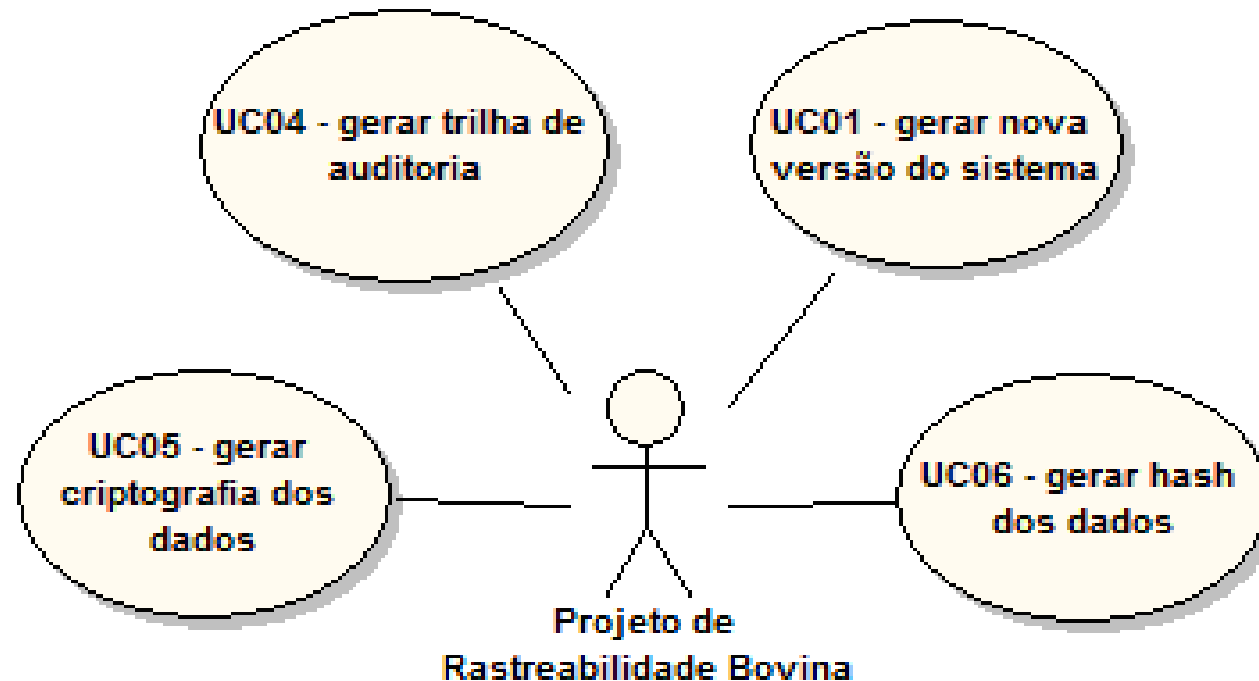 UC04 - gerar trilha de
auditoria
UC01 - gerar nova
versão do sistema
UC05 - gerar
criptografia dos
dados
UC06 - gerar hash
dos dados
Projeto de
Rastreabilidade Bovina